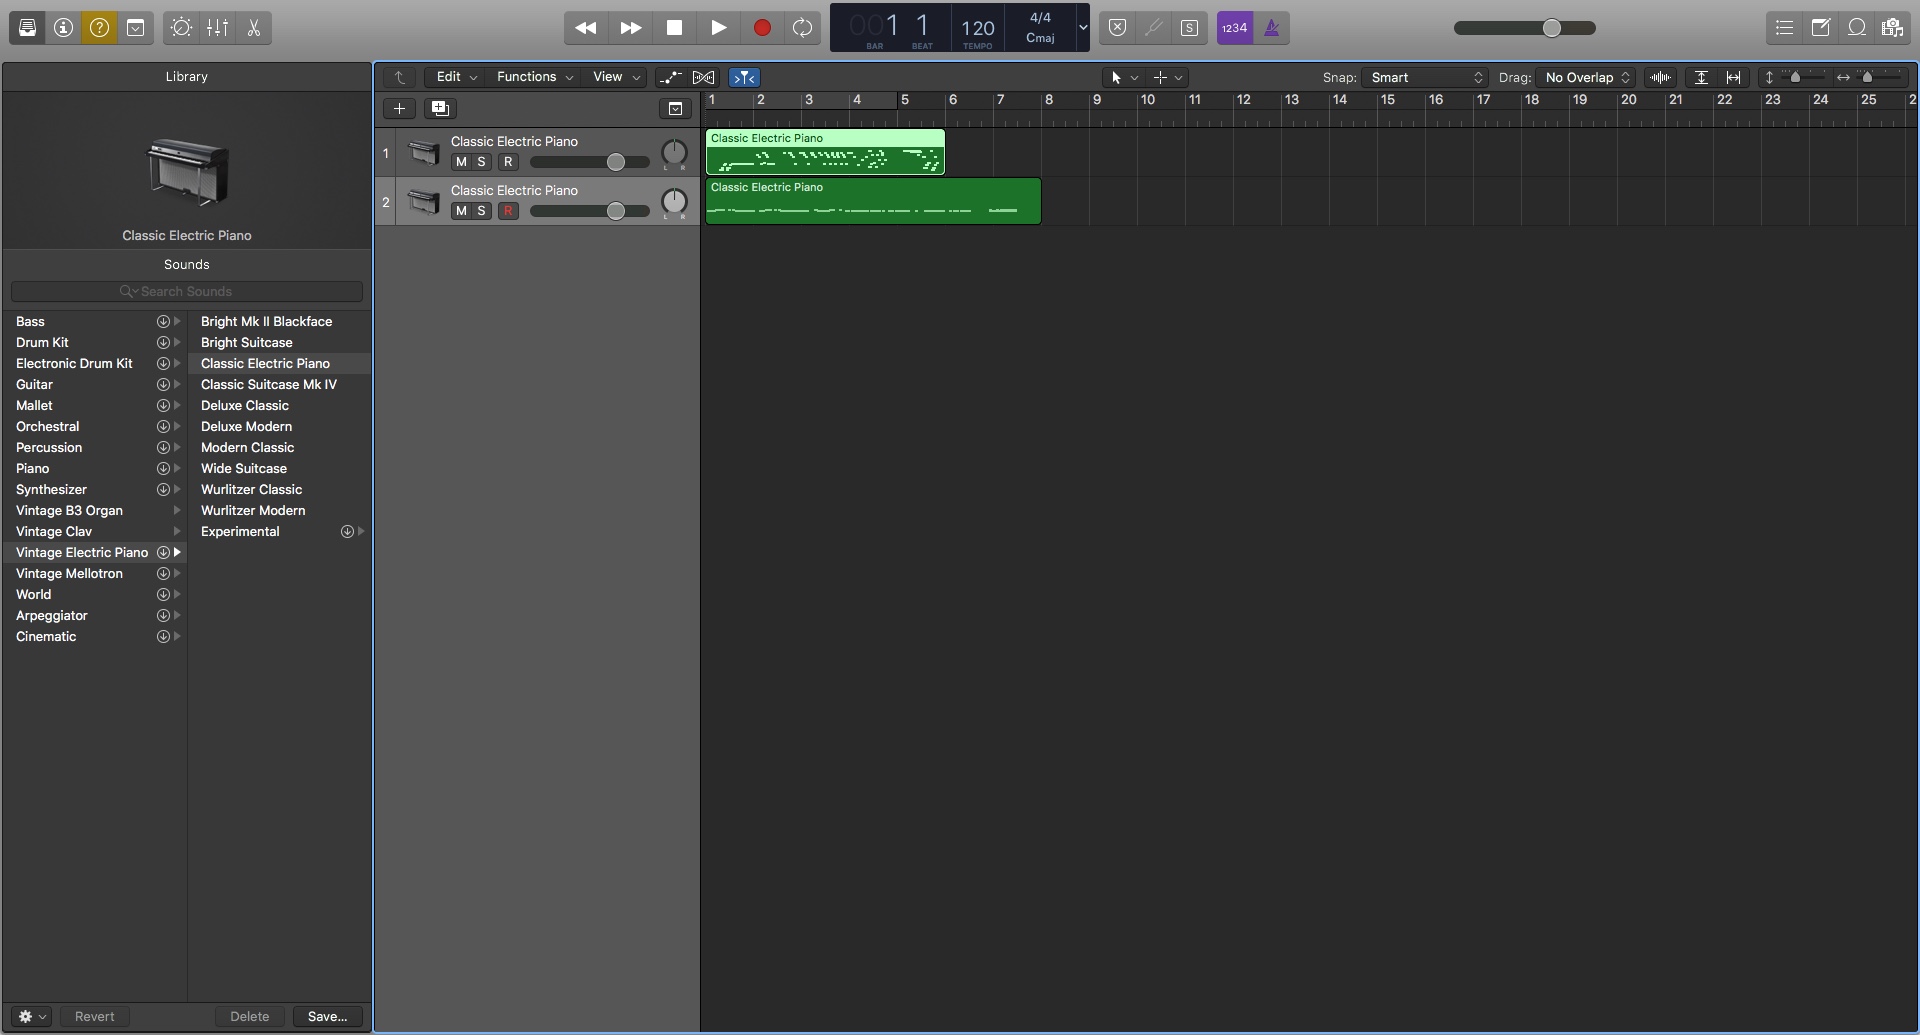 001 1 120 4/4
BAR BEAT TEMPO Cmaj
S 1234
Library
Edit Functions View Snap: Smart Drag: No Overlap
1 2 3 4 5 6 7 8 9 10 11 12 13 14 15 16 17 18 19 20 21 22 23 24 25 2
Classic Electric Piano
Sounds
Search Sounds
Bass
Drum Kit
Electronic Drum Kit
Guitar
Mallet
Orchestral
Percussion
Piano
Synthesizer
Vintage B3 Organ
Vintage Clav
Vintage Electric Piano
Vintage Mellotron
World
Arpeggiator
Cinematic
Bright Mk II Blackface
Bright Suitcase
Classic Electric Piano
Classic Suitcase Mk IV
Deluxe Classic
Deluxe Modern
Modern Classic
Wide Suitcase
Wurlitzer Classic
Wurlitzer Modern
Experimental
Revert Delete Save...
1 Classic Electric Piano
M S R L R
2 Classic Electric Piano
M S R L R
Classic Electric Piano
Classic Electric Piano